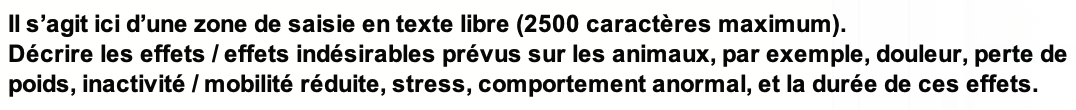 Il s’agit ici d’une zone de saisie en texte libre (2500 caractères maximum).
Décrire les effets / effets indésirables prévus sur les animaux, par exemple, douleur, perte de
poids, inactivité / mobilité réduite, stress, comportement anormal, et la durée de ces effets.